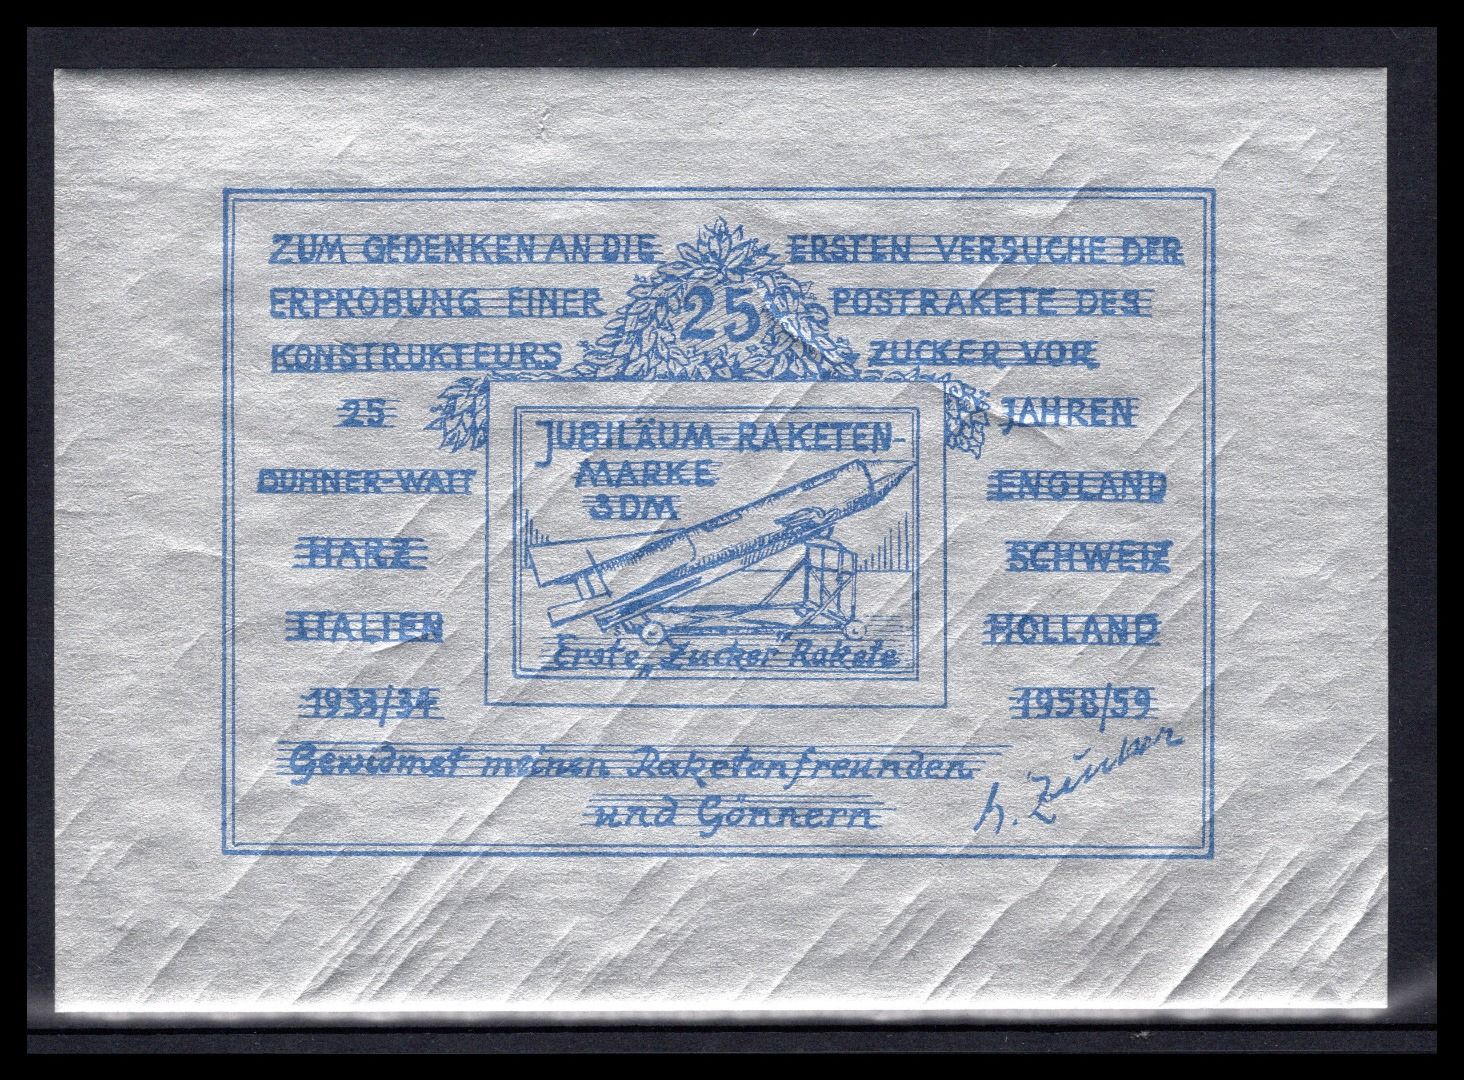 ZUM GEDENKEN AN DIE ERSTEN VERSUCHE DER
ERPROBUNG EINER 25 POSTRAKETE DES
KONSTRUKTEURS ZUCKER VOR
25 JAHREN
JUBILÄUM-RAKETEN-
MARKE
3DM
Erste "Zucker Rakete
DUHNER-WATT ENGLAND
HARZ SCHWEIZ
ITALIEN HOLLAND
1933/34 1958/59
Gewidmet meinen Raketenfreunden
und Gönnern
G. Zucker